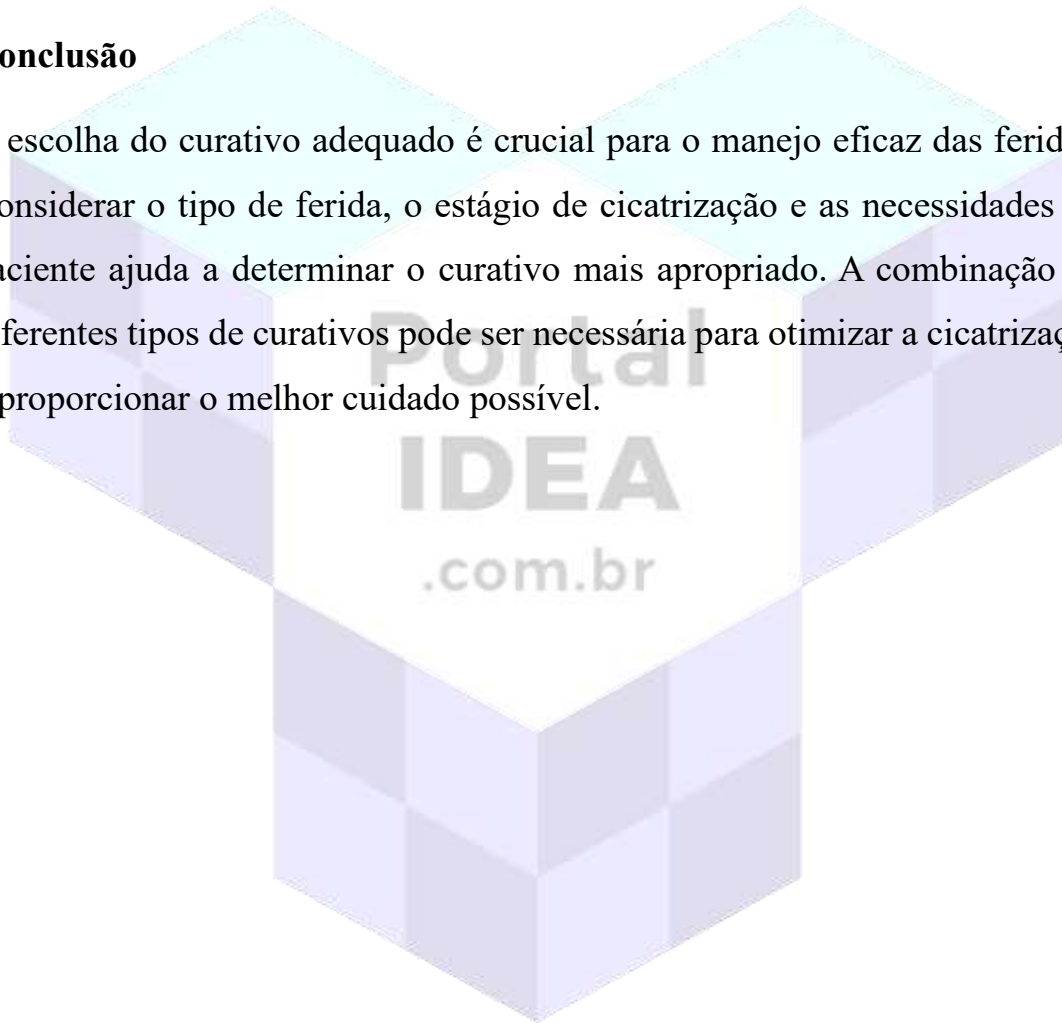 onclusão
escolha do curativo adequado é crucial para o manejo eficaz das ferid
onsiderar o tipo de ferida, o estágio de cicatrização e as necessidades
aciente ajuda a determinar o curativo mais apropriado. A combinação
ferentes tipos de curativos pode ser necessária para otimizar a cicatrizaç
proporcionar o melhor cuidado possível.
Portal
IDEA
.com.br